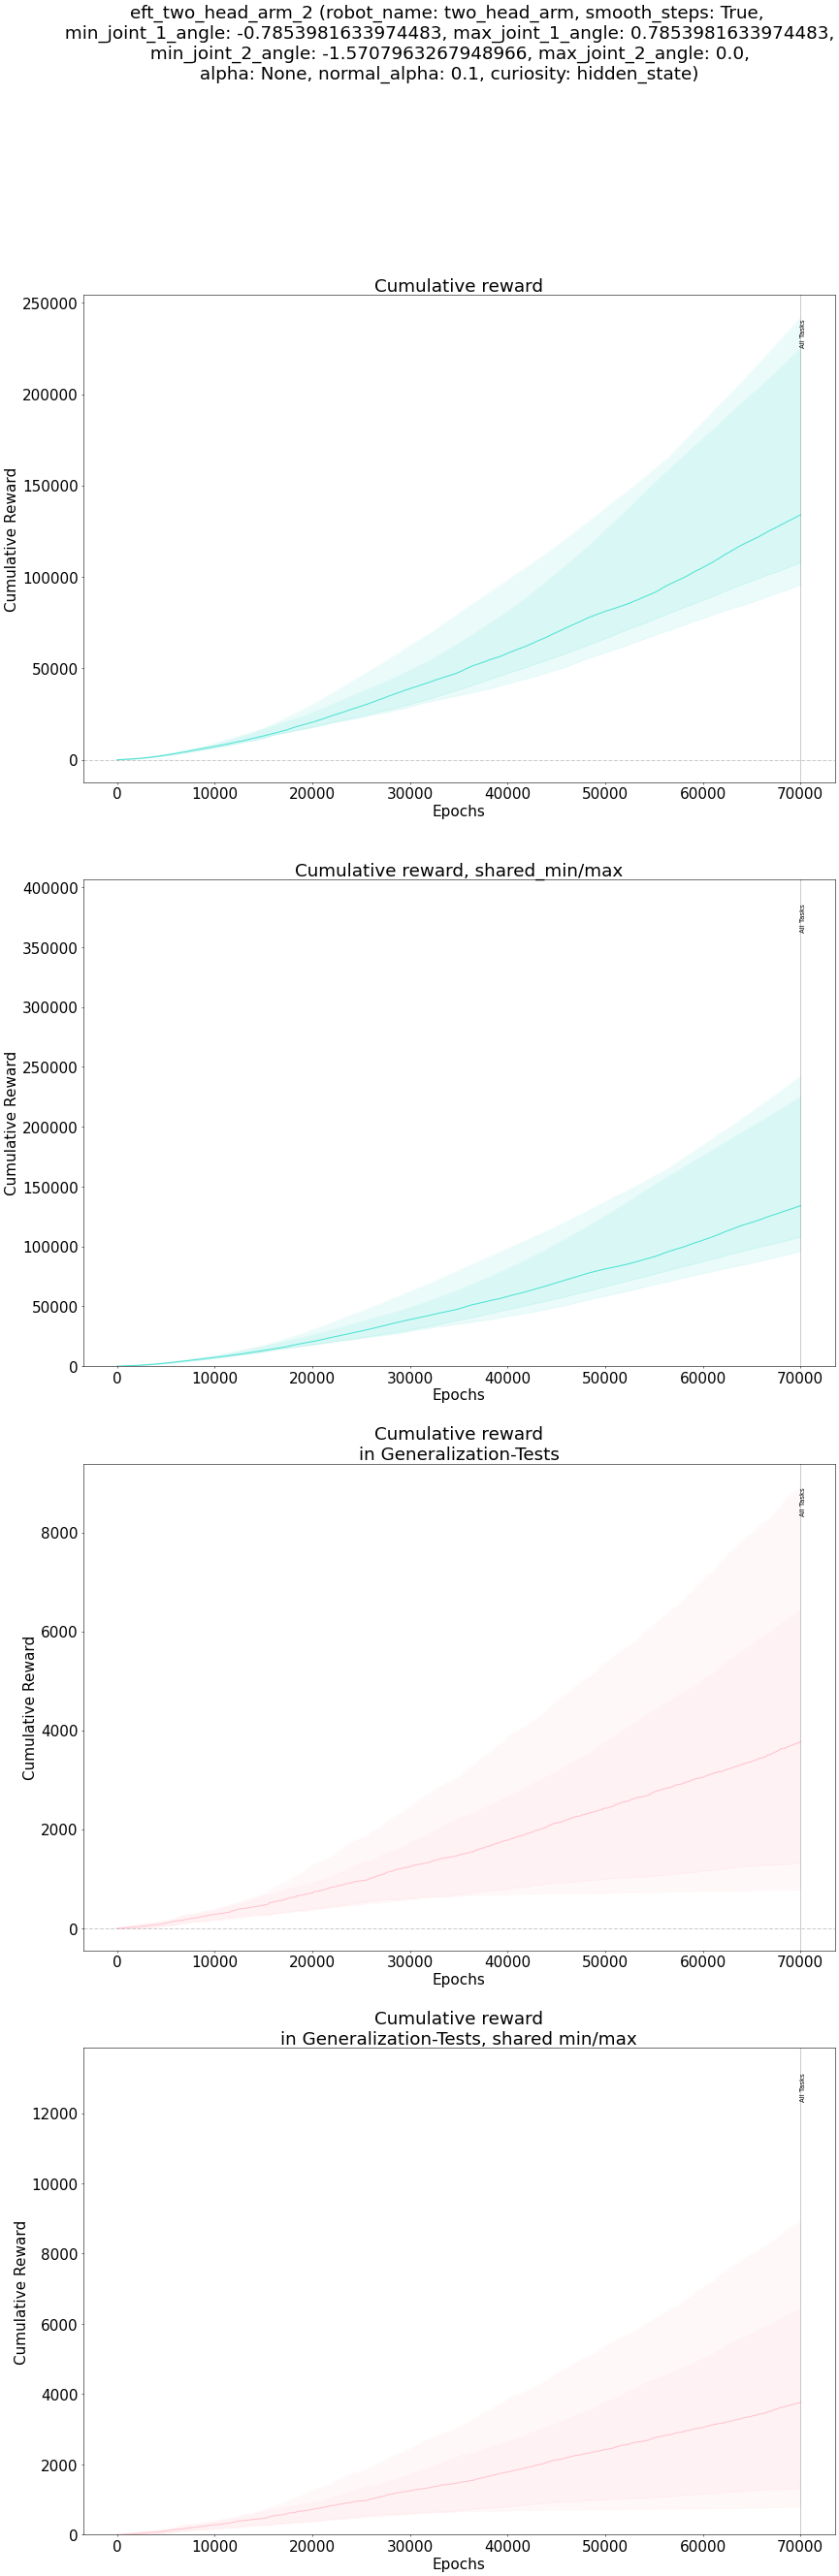 eft_two_head_arm_2 (robot_name: two_head_arm, smooth_steps: True,
min_joint_1_angle: -0.7853981633974483, max_joint_1_angle: 0.7853981633974483,
min_joint_2_angle: -1.5707963267948966, max_joint_2_angle: 0.0,
alpha: None, normal_alpha: 0.1, curiosity: hidden_state)
Cumulative reward
250000
200000
150000
100000
50000
0
Cumulative Reward
All Tasks
0 10000 20000 30000 40000 50000 60000 70000
Epochs
Cumulative reward, shared_min/max
400000
350000
300000
250000
200000
150000
100000
50000
0
Cumulative Reward
All Tasks
0 10000 20000 30000 40000 50000 60000 70000
Epochs
Cumulative reward
in Generalization-Tests
8000
6000
4000
2000
0
Cumulative Reward
All Tasks
0 10000 20000 30000 40000 50000 60000 70000
Epochs
Cumulative reward
in Generalization-Tests, shared min/max
12000
10000
8000
6000
4000
2000
0
Cumulative Reward
All Tasks
0 10000 20000 30000 40000 50000 60000 70000
Epochs